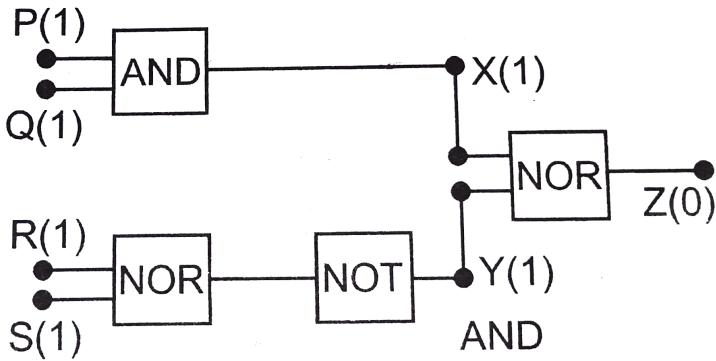 P(1)
AND
X(1)
Q(1)
NOR
Z(0)
R(1)
NOR
NOT
Y(1)
S(1)
AND